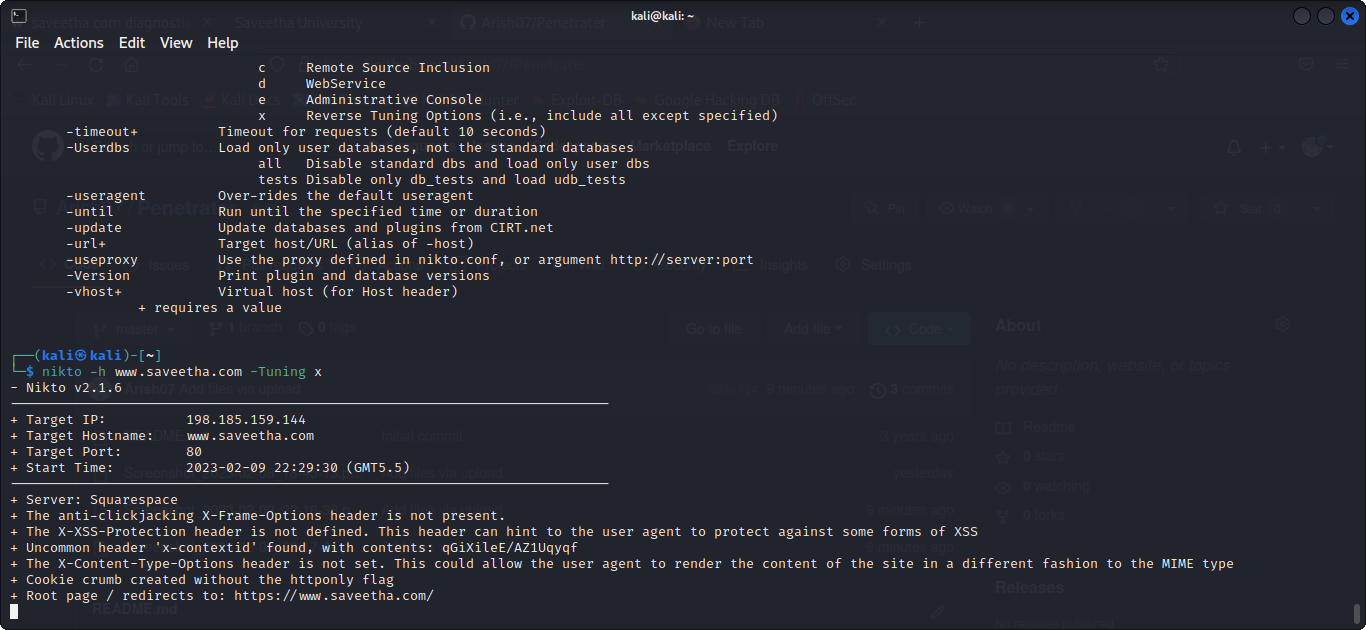 kali@kali: ~
File Actions Edit View Help
c Remote Source Inclusion
d WebService
e Administrative Console
x Reverse Tuning Options (i.e., include all except specified)
-timeout+ Timeout for requests (default 10 seconds)
-Userdbs Load only user databases, not the standard databases
all Disable standard dbs and load only user dbs
tests Disable only db_tests and load udb_tests
-useragent Over-rides the default useragent
-until Run until the specified time or duration
-update Update databases and plugins from CIRT.net
-url+ Target host/URL (alias of -host)
-useproxy Use the proxy defined in nikto.conf, or argument http://server:port
-Version Print plugin and database versions
-vhost+ Virtual host (for Host header)
+ requires a value
┌──(kali㉿kali)-[~]
└─$ nikto -h www.saveetha.com -Tuning x
- Nikto v2.1.6
+ Target IP: 198.185.159.144
+ Target Hostname: www.saveetha.com
+ Target Port: 80
+ Start Time: 2023-02-09 22:29:30 (GMT5.5)
+ Server: Squarespace
+ The anti-clickjacking X-Frame-Options header is not present.
+ The X-XSS-Protection header is not defined. This header can hint to the user agent to protect against some forms of XSS
+ Uncommon header 'x-contextid' found, with contents: qGiXileE/AZ1Uqyqf
+ The X-Content-Type-Options header is not set. This could allow the user agent to render the content of the site in a different fashion to the MIME type
+ Cookie crumb created without the httponly flag
+ Root page / redirects to: https://www.saveetha.com/